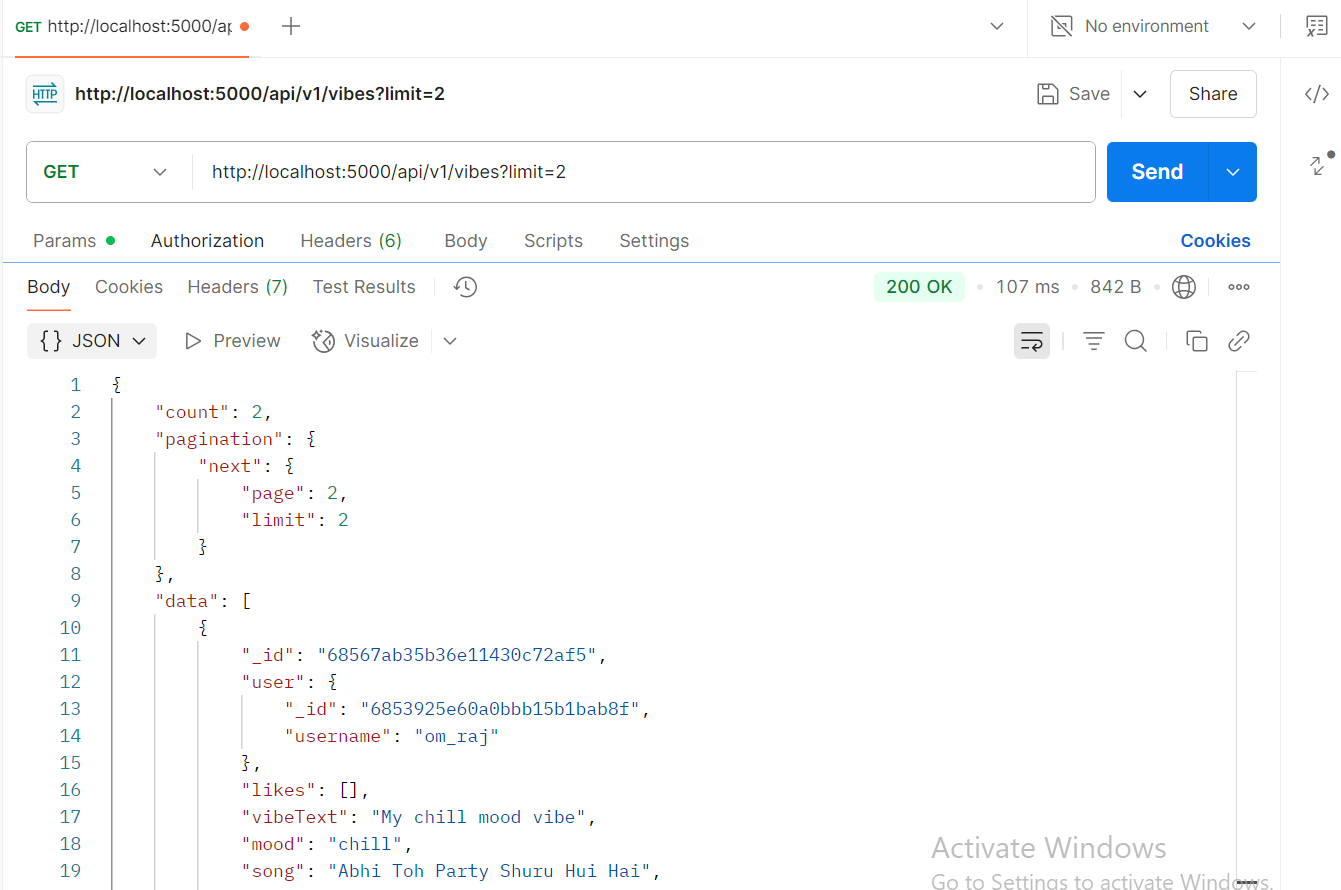 GET http://localhost:5000/ap
No environment
HTTP http://localhost:5000/api/v1/vibes?limit=2
Save
Share
GET
http://localhost:5000/api/v1/vibes?limit=2
Send
Params
Authorization
Headers (6)
Body
Scripts
Settings
Cookies
Body
Cookies
Headers (7)
Test Results
200 OK
107 ms
842 B
{} JSON
Preview
Visualize
1 {
2 "count": 2,
3 "pagination": {
4 "next": {
5 "page": 2,
6 "limit": 2
7 }
8 },
9 "data": [
10 {
11 "_id": "68567ab35b36e11430c72af5",
12 "user": {
13 "_id": "6853925e60a0bbb15b1bab8f",
14 "username": "om_raj"
15 },
16 "likes": [],
17 "vibeText": "My chill mood vibe",
18 "mood": "chill",
19 "song": "Abhi Toh Party Shuru Hui Hai",
Activate Windows
Go to Settings to activate Windows.